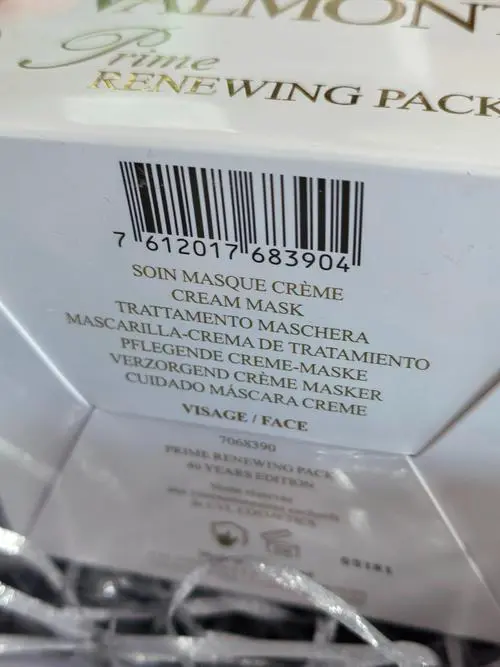 VALMONT
Prime
RENEWING PACK
7 612017 683904
SOIN MASQUE CRÈME
CREAM MASK
TRATTAMENTO MASCHERA
MASCARILLA-CREMA DE TRATAMIENTO
PFLEGENDE CREME-MASKE
VERZORGEND CRÈME MASKER
CUIDADO MÁSCARA CREME
VISAGE / FACE
7068390
PRIME RENEWING PACK
40 YEARS EDITION